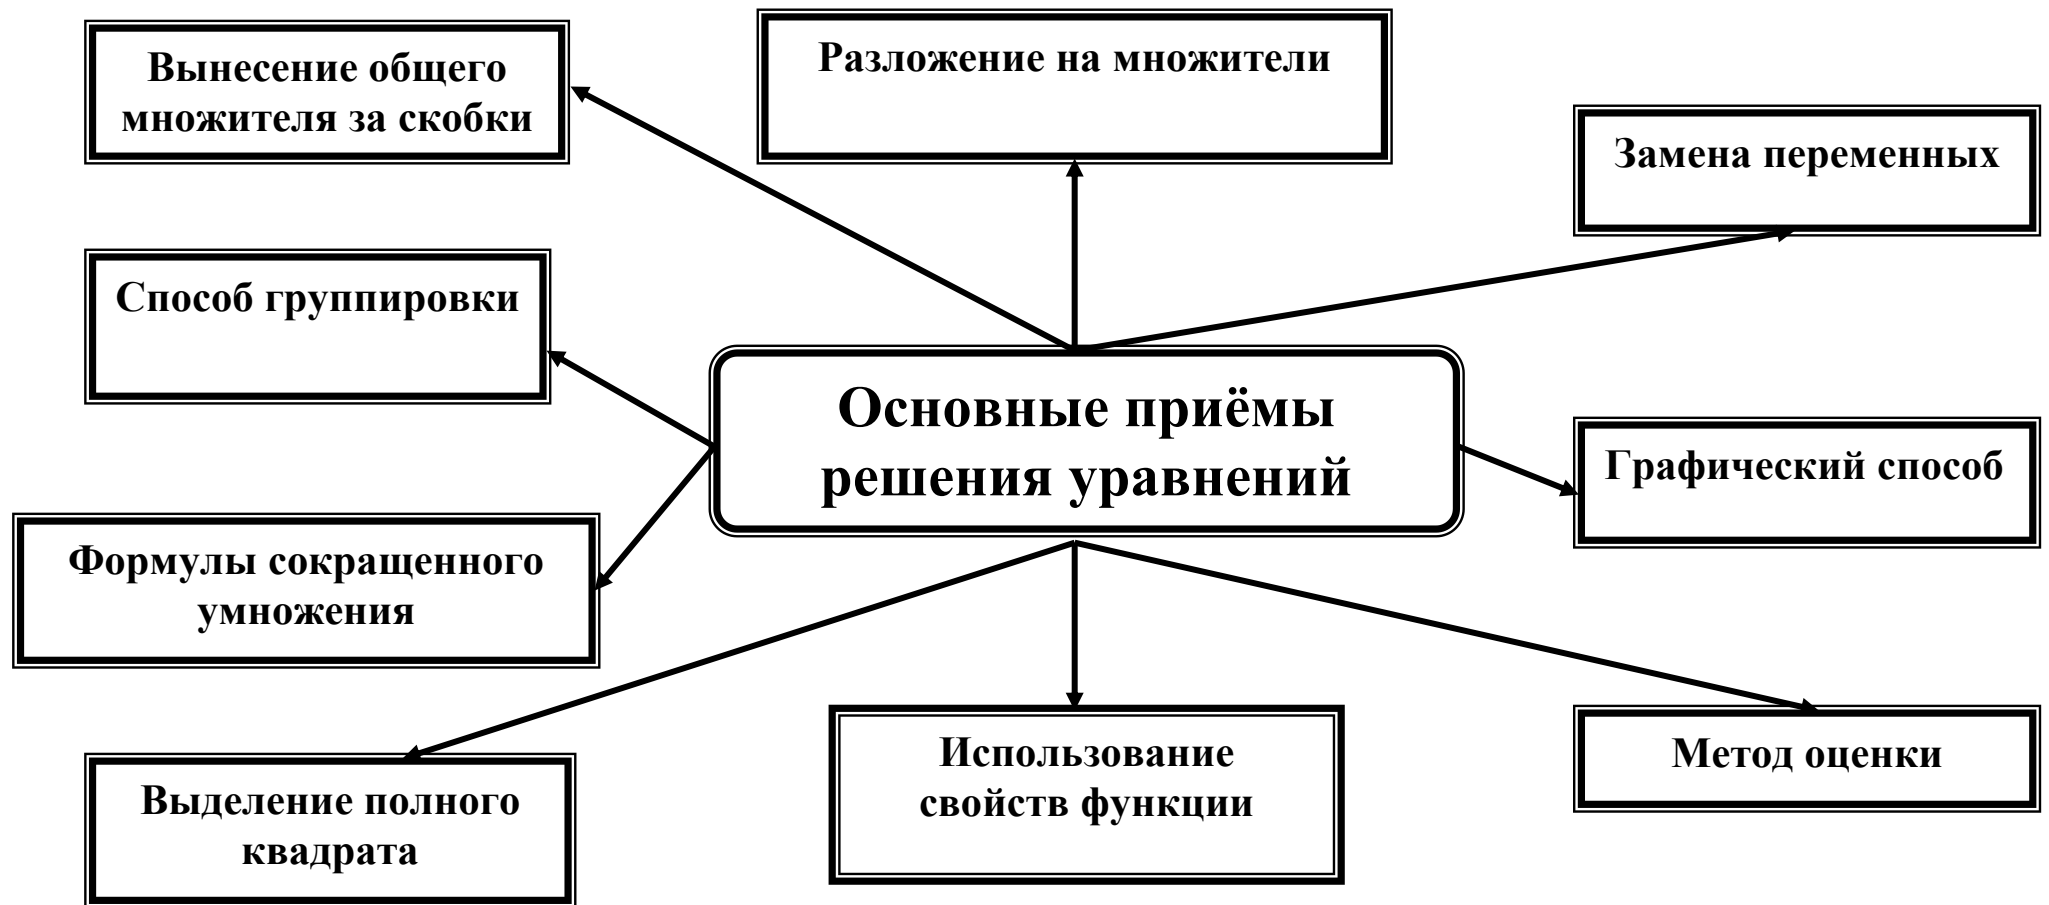 Вынесение общего
множителя за скобки
Разложение на множители
Замена переменных
Способ группировки
Основные приёмы
решения уравнений
Графический способ
Формулы сокращенного
умножения
Выделение полного
квадрата
Использование
свойств функции
Метод оценки